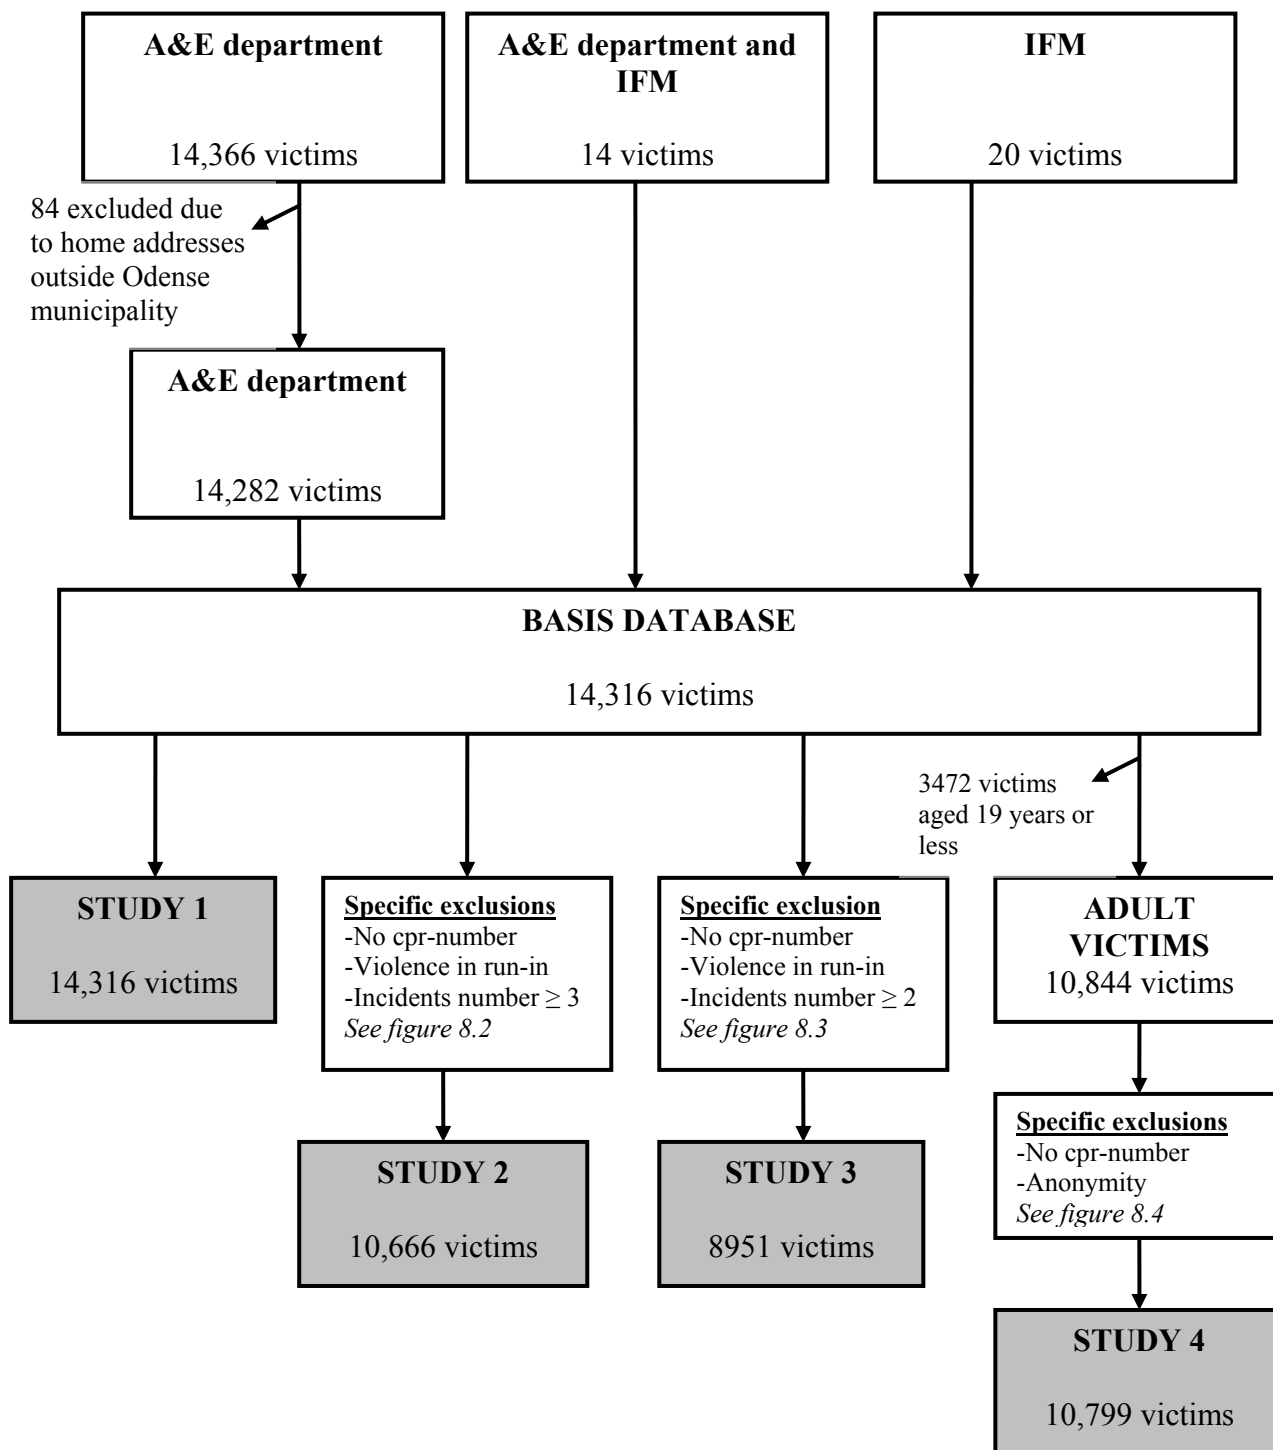 A&E department
14,366 victims
A&E department and
IFM
14 victims
IFM
20 victims
84 excluded due
to home addresses
outside Odense
municipality
A&E department
14,282 victims
BASIS DATABASE
14,316 victims
3472 victims
aged 19 years or
less
STUDY 1
14,316 victims
Specific exclusions
-No cpr-number
-Violence in run-in
-Incidents number ≥ 3
See figure 8.2
Specific exclusion
-No cpr-number
-Violence in run-in
-Incidents number ≥ 2
See figure 8.3
ADULT
VICTIMS
10,844 victims
Specific exclusions
-No cpr-number
-Anonymity
See figure 8.4
STUDY 2
10,666 victims
STUDY 3
8951 victims
STUDY 4
10,799 victims